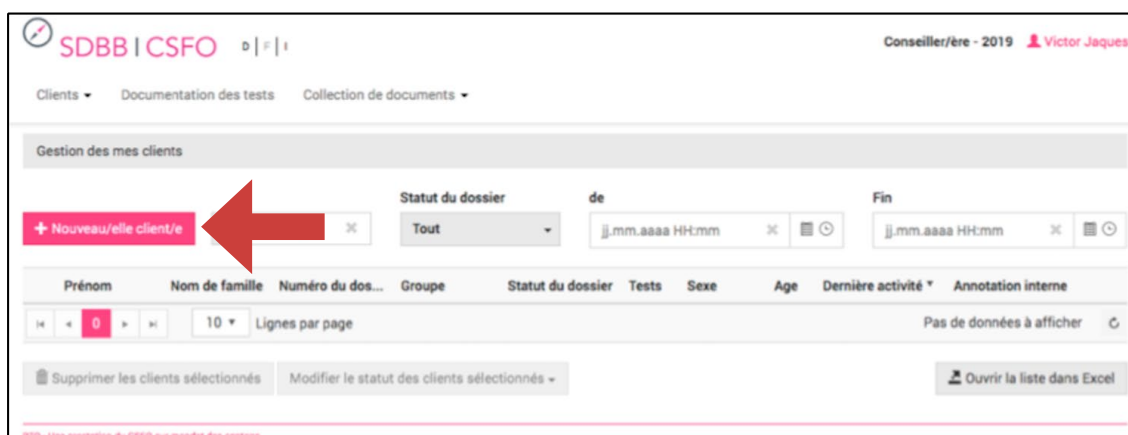 SDBB | CSFO D | F | I
Conseiller/ère - 2019 Victor Jaques
Clients Documentation des tests Collection de documents
Gestion des mes clients
Statut du dossier de Fin
+ Nouveau/elle client/e Tout jj.mm.aaaa HH:mm jj.mm.aaaa HH:mm
Prénom Nom de famille Numéro du dos... Groupe Statut du dossier Tests Sexe Age Dernière activité Annotation interne
0 10 Lignes par page Pas de données à afficher
Supprimer les clients sélectionnés Modifier le statut des clients sélectionnés Ouvrir la liste dans Excel